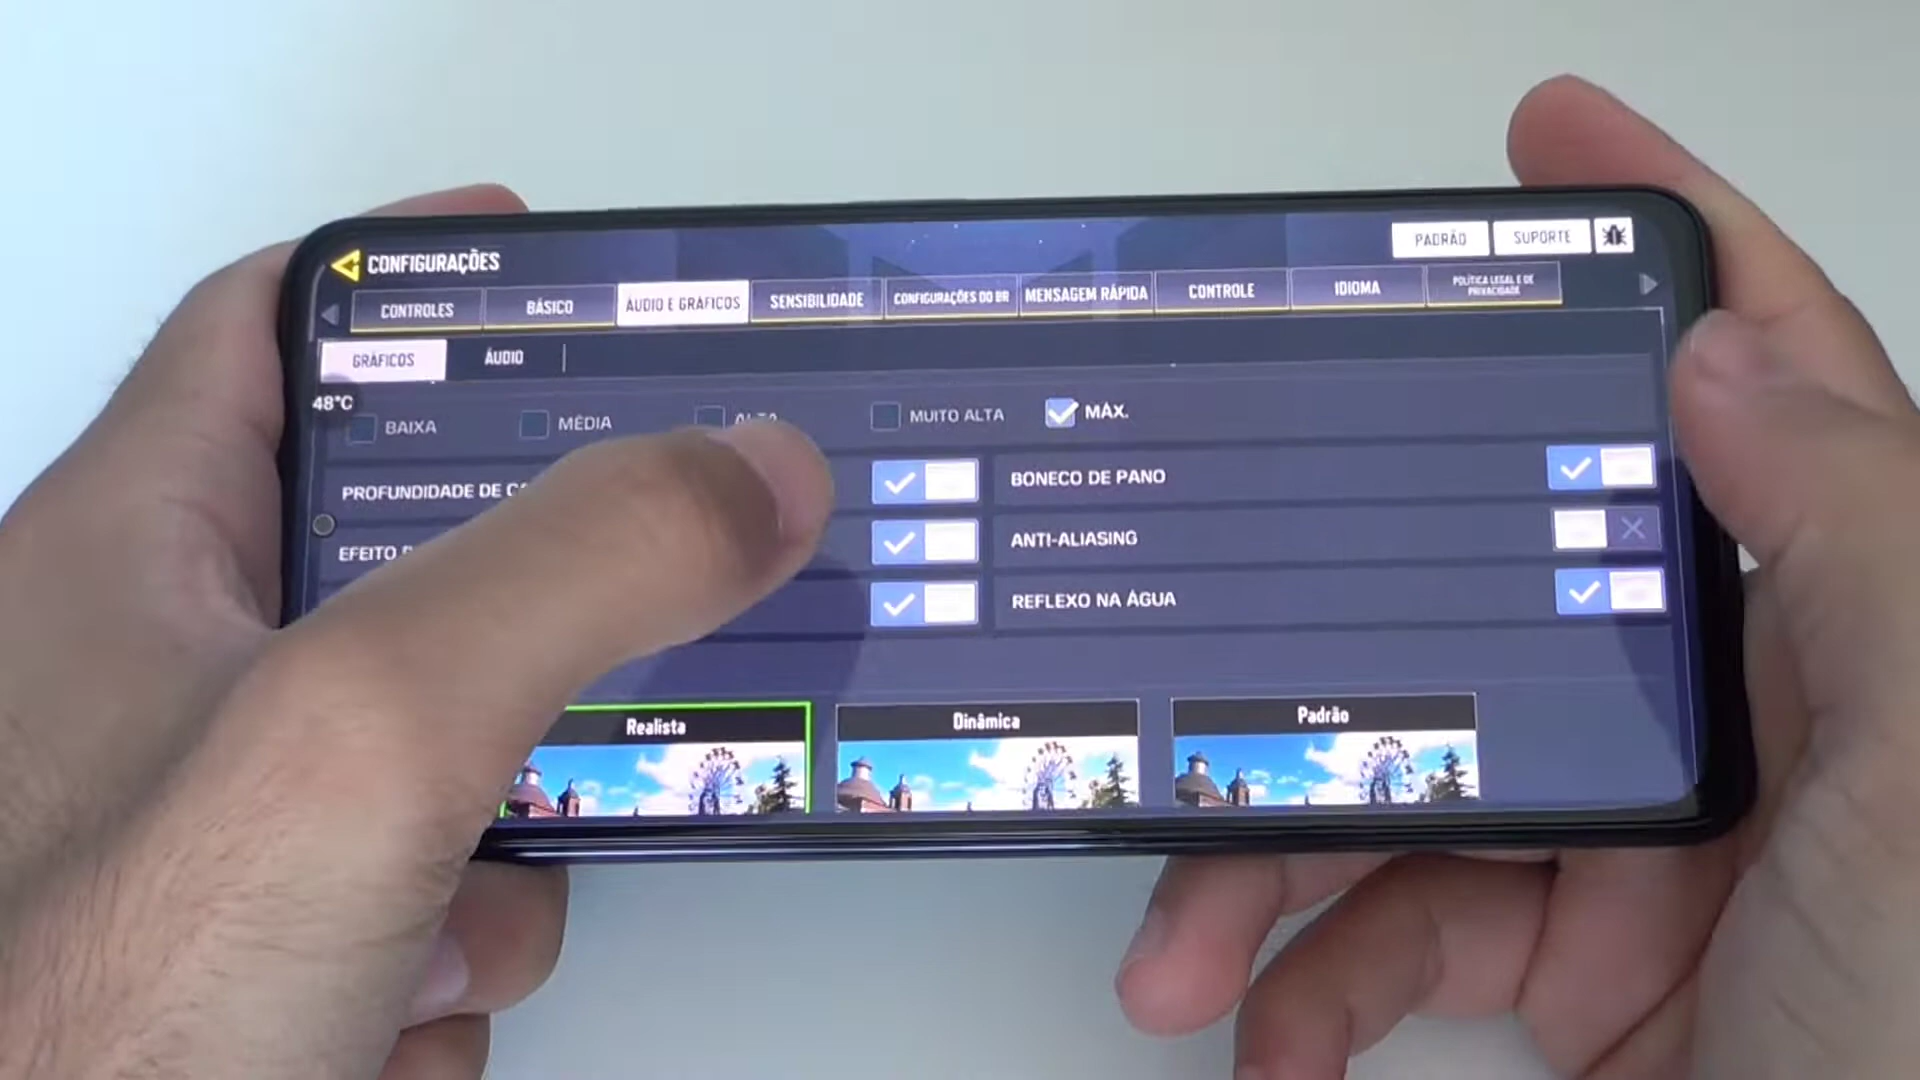 CONFIGURAÇÕES
PADRÃO
SUPORTE
CONTROLES
BÁSICO
ÁUDIO E GRÁFICOS
SENSIBILIDADE
CONFIGURAÇÕES DO BR
MENSAGEM RÁPIDA
CONTROLE
IDIOMA
POLÍTICA LEGAL E DE
PRIVACIDADE
GRÁFICOS
ÁUDIO
48°C
BAIXA
MÉDIA
ALTA
MUITO ALTA
MÁX.
PROFUNDIDADE DE
BONECO DE PANO
EFEITO
ANTI-ALIASING
REFLEXO NA ÁGUA
Realista
Dinâmica
Padrão